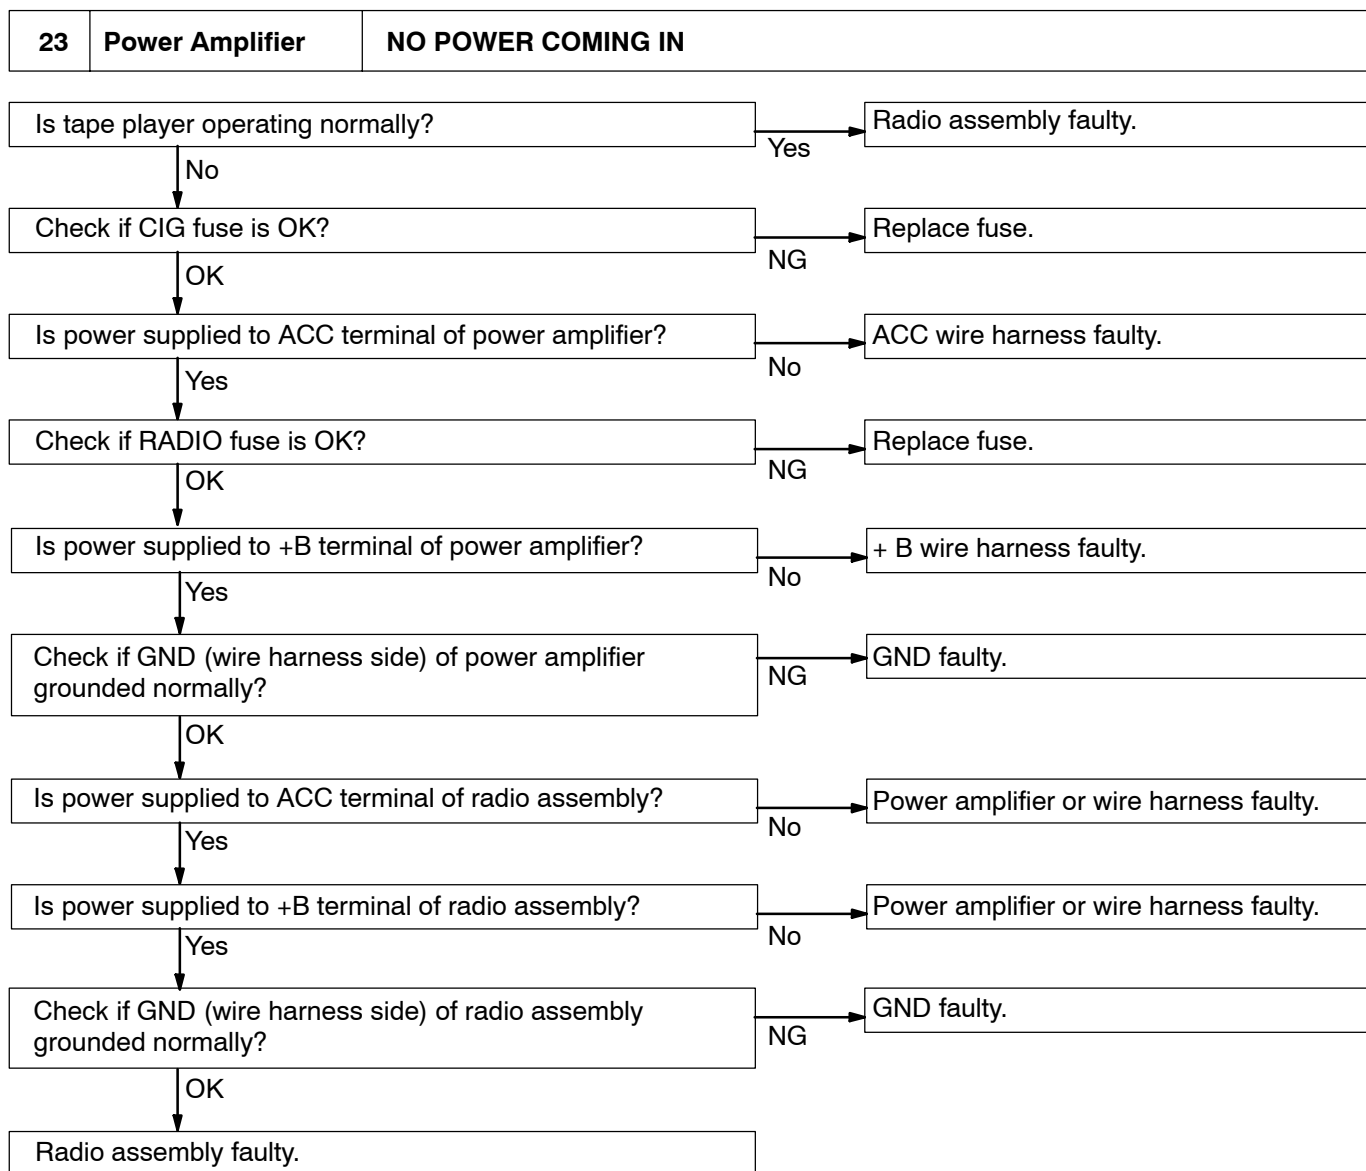 23 Power Amplifier NO POWER COMING IN
Is tape player operating normally?
Yes
Radio assembly faulty.
No
Check if CIG fuse is OK?
NG
Replace fuse.
OK
Is power supplied to ACC terminal of power amplifier?
No
ACC wire harness faulty.
Yes
Check if RADIO fuse is OK?
NG
Replace fuse.
OK
Is power supplied to +B terminal of power amplifier?
No
+ B wire harness faulty.
Yes
Check if GND (wire harness side) of power amplifier
grounded normally?
NG
GND faulty.
OK
Is power supplied to ACC terminal of radio assembly?
No
Power amplifier or wire harness faulty.
Yes
Is power supplied to +B terminal of radio assembly?
No
Power amplifier or wire harness faulty.
Yes
Check if GND (wire harness side) of radio assembly
grounded normally?
NG
GND faulty.
OK
Radio assembly faulty.